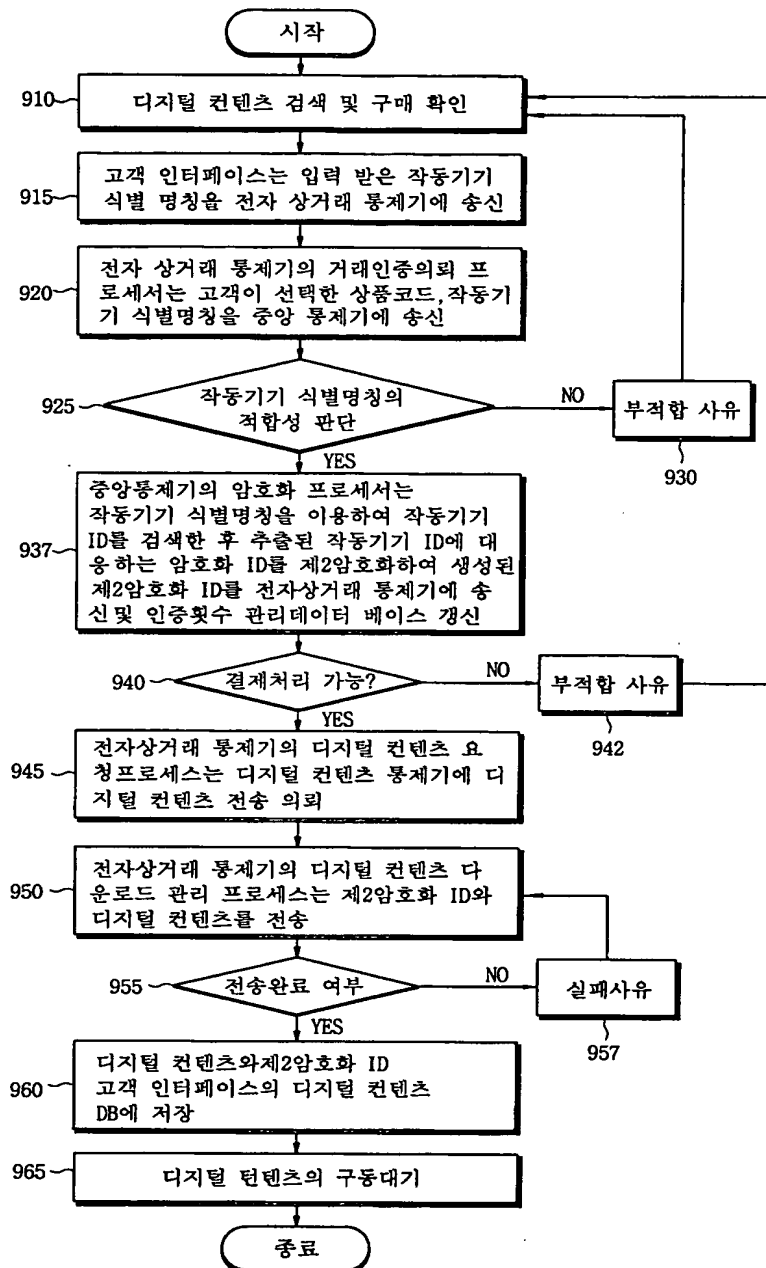 시작
910
디지털 컨텐츠 검색 및 구매 확인
915
고객 인터페이스는 입력 받은 작동기기
식별 명칭을 전자 상거래 통제기에 송신
920
전자 상거래 통제기의 거래인증의뢰 프
로세서는 고객이 선택한 상품코드,작동기
기 식별명칭을 중앙 통제기에 송신
925
작동기기 식별명칭의
적합성 판단
NO
부적합 사유
930
YES
937
중앙통제기의 암호화 프로세서는
작동기기 식별명칭을 이용하여 작동기기
ID를 검색한 후 추출된 작동기기 ID에 대
응하는 암호화 ID를 제2암호화하여 생성된
제2암호화 ID를 전자상거래 통제기에 송
신및 인증횟수 관리데이터 베이스 갱신
940
결제처리 가능?
NO
부적합 사유
942
YES
945
전자상거래 통제기의 디지털 컨텐츠 요
청프로세스는 디지털 컨텐츠 통제기에 디
지털 컨텐츠 전송 의뢰
950
전자상거래 통제기의 디지털 컨텐츠 다
운로드 관리 프로세스는 제2암호화 ID와
디지털 컨텐츠를 전송
955
전송완료 여부
NO
실패사유
957
YES
960
디지털 컨텐츠와제2암호화 ID
고객 인터페이스의 디지털 컨텐츠
DB에 저장
965
디지털 턴텐츠의 구동대기
종료